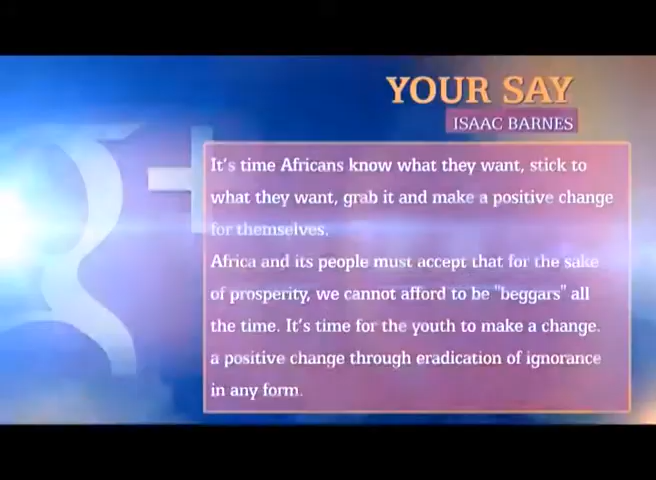 YOUR SAY
ISAAC BARNES
It's time Africans know what they want, stick to
what they want, grab it and make a positive change
for themselves.
Africa and its people must accept that for the sake
of prosperity, we cannot afford to be "beggars" all
the time. It's time for the youth to make a change.
a positive change through eradication of ignorance
in any form.
g+